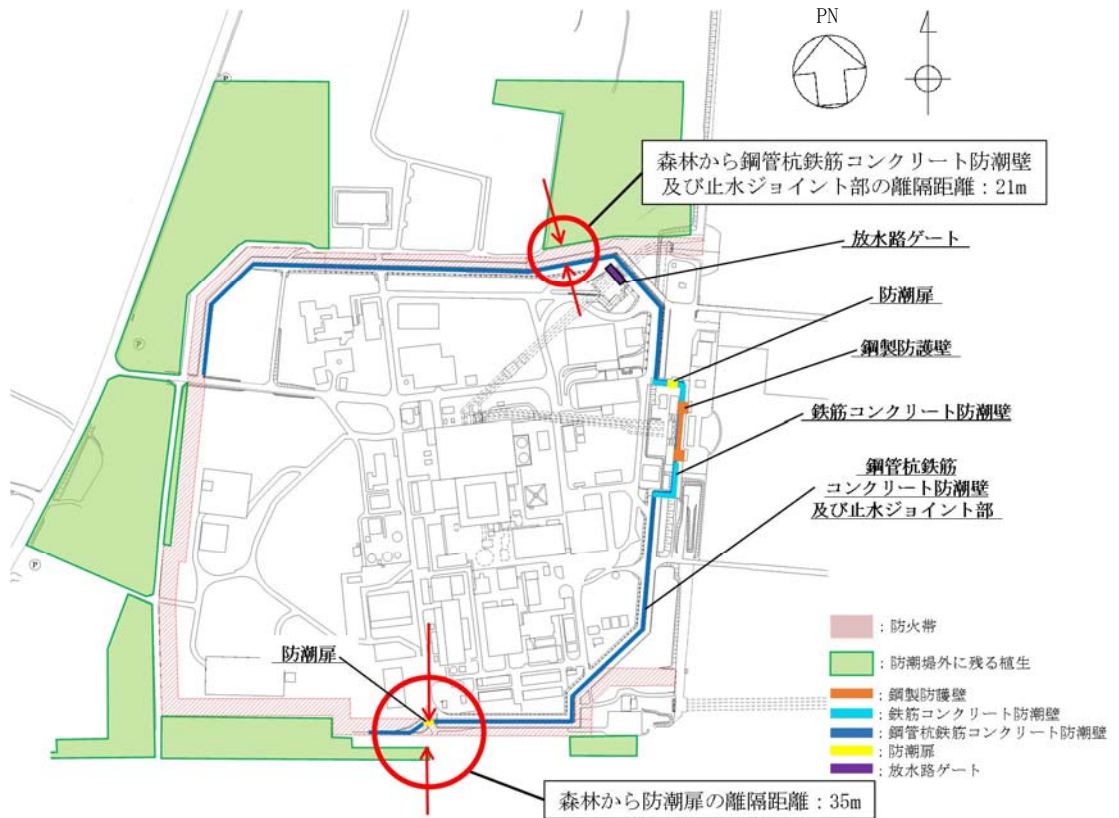 PN
P
森林から鋼管杭鉄筋コンクリート防潮壁
及び止水ジョイント部の離隔距離：21m
放水路ゲート
防潮扉
鋼製防護壁
鉄筋コンクリート防潮壁
鋼管杭鉄筋
コンクリート防潮壁
及び止水ジョイント部
P
P
防潮扉
森林から防潮扉の離隔距離：35m
：防火帯
：防潮堤外に残る植生
：鋼製防護壁
：鉄筋コンクリート防潮壁
：鋼管杭鉄筋コンクリート防潮壁
：防潮扉
：放水路ゲート